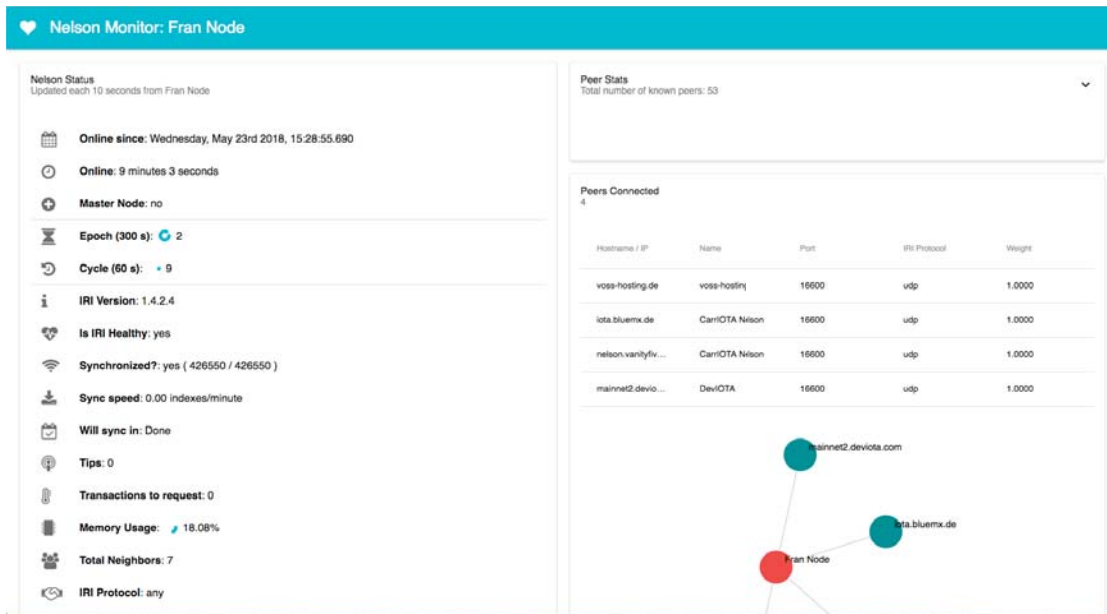 Nelson Monitor: Fran Node
Nelson Status
Updated each 10 seconds from Fran Node
Online since: Wednesday, May 23rd 2018, 15:28:55.690
Online: 9 minutes 3 seconds
Master Node: no
Epoch (300 s): 2
Cycle (60 s): 9
IRI Version: 1.4.2.4
Is IRI Healthy: yes
Synchronized?: yes ( 426550 / 426550 )
Sync speed: 0.00 indexes/minute
Will sync in: Done
Tips: 0
Transactions to request: 0
Memory Usage: 18.08%
Total Neighbors: 7
IRI Protocol: any
Peer Stats
Total number of known peers: 53
Peers Connected
4
Hostname / IP Name Port IRI Protocol Weight
voss-hosting.de voss-hosting 16600 udp 1.0000
iota.bluemx.de CarrIOTA Nelson 16600 udp 1.0000
nelson.vanityfiv... CarrIOTA Nelson 16600 udp 1.0000
mainnet2.devio... DevIOTA 16600 udp 1.0000
mainnet2.deviota.com
iota.bluemx.de
Fran Node